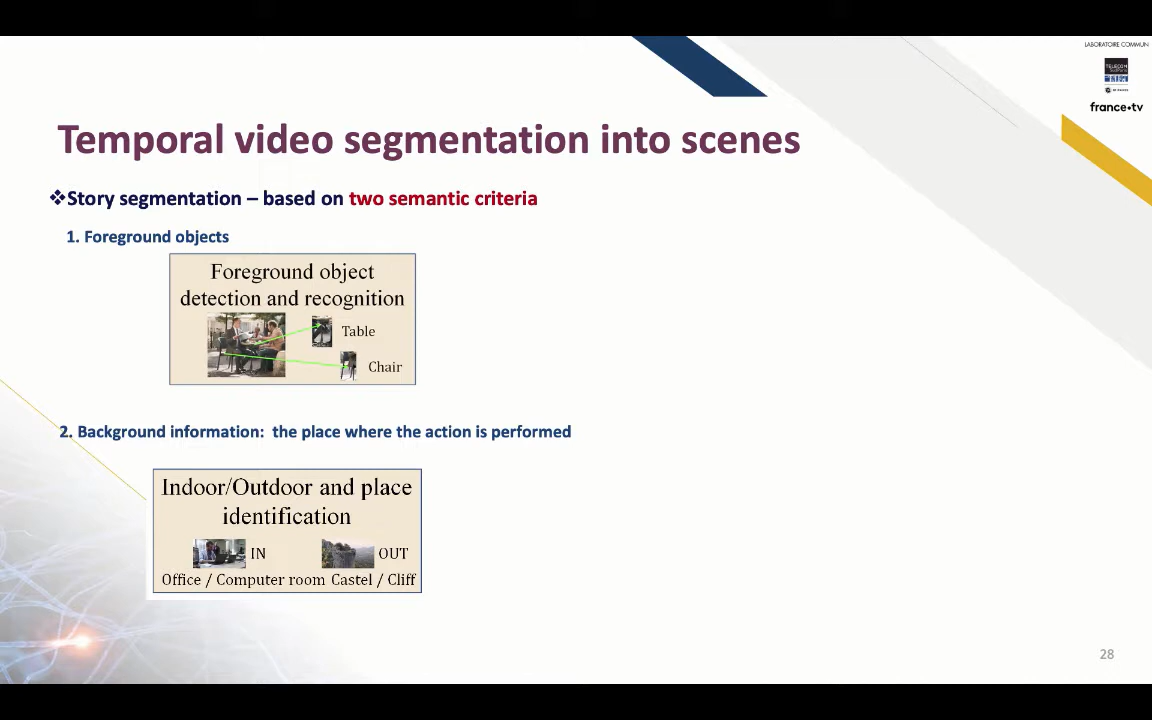 LABORATOIRE COMMUN
TELECOM
france•tv
Temporal video segmentation into scenes
❖Story segmentation – based on two semantic criteria
1. Foreground objects
Foreground object
detection and recognition
Table
Chair
2. Background information: the place where the action is performed
Indoor/Outdoor and place
identification
IN
OUT
Office / Computer room Castel / Cliff
28